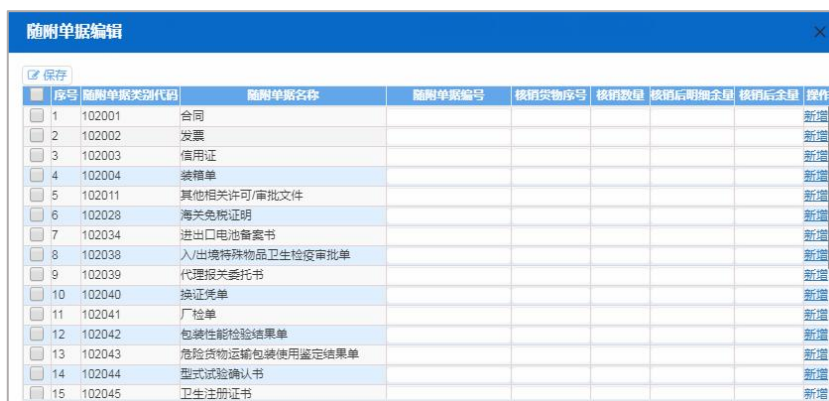 随附单据编辑 ×
保存
序号 随附单据类别代码 随附单据名称 随附单据编号 核销货物序号 核销数量 核销后明细余量 核销后余量 操作
1 102001 合同 新增
2 102002 发票 新增
3 102003 信用证 新增
4 102004 装箱单 新增
5 102011 其他相关许可/审批文件 新增
6 102028 海关免税证明 新增
7 102034 进出口电池备案书 新增
8 102038 入/出境特殊物品卫生检疫审批单 新增
9 102039 代理报关委托书 新增
10 102040 换证凭单 新增
11 102041 厂检单 新增
12 102042 包装性能检验结果单 新增
13 102043 危险货物运输包装使用鉴定结果单 新增
14 102044 型式试验确认书 新增
15 102045 卫生注册证书 新增